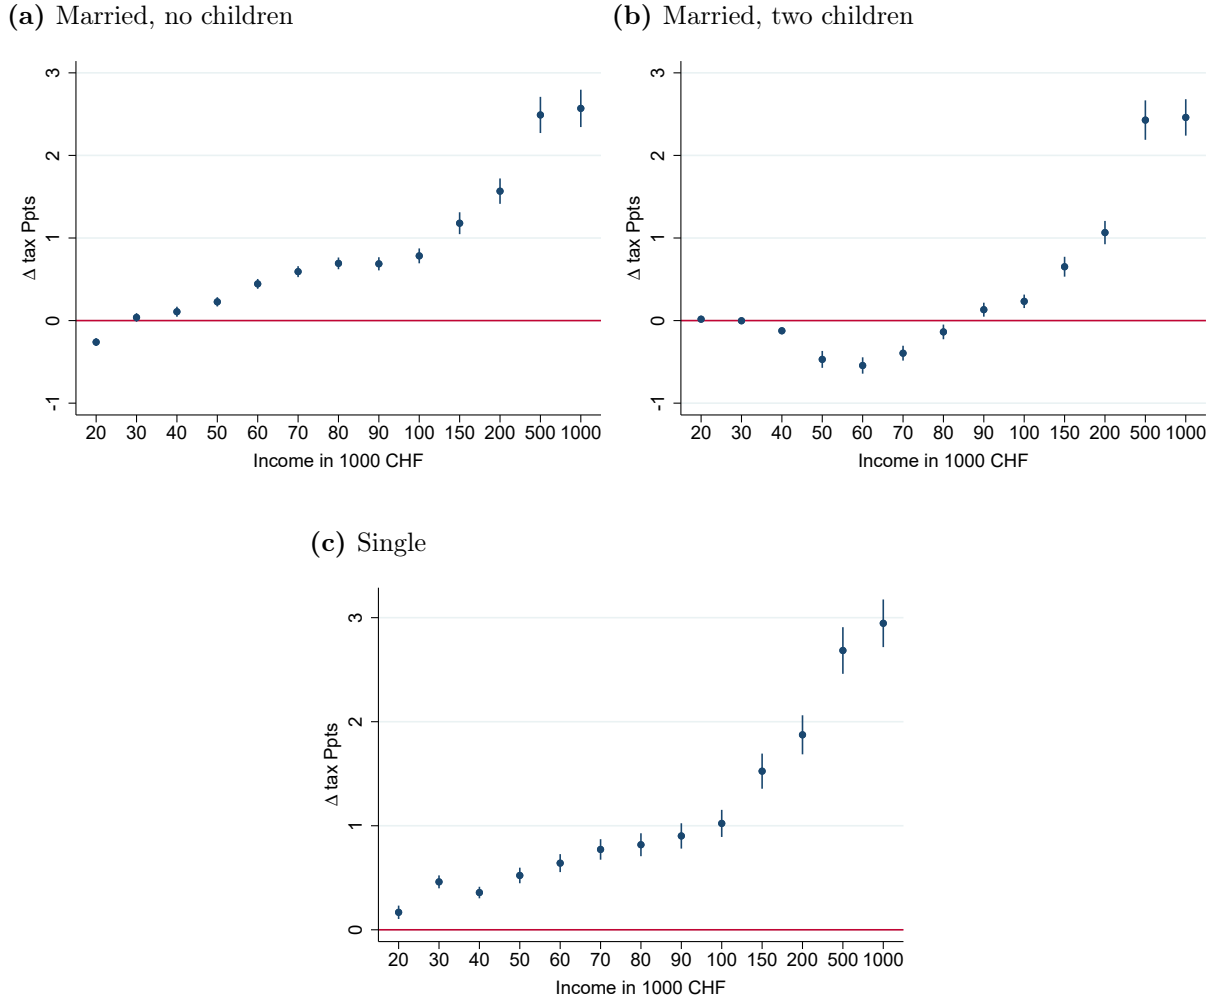 (a) Married, no children
Δ tax Ppts
3
2
1
0
-1
20 30 40 50 60 70 80 90 100 150 200 500 1000
Income in 1000 CHF
(b) Married, two children
Δ tax Ppts
3
2
1
0
-1
20 30 40 50 60 70 80 90 100 150 200 500 1000
Income in 1000 CHF
(c) Single
Δ tax Ppts
3
2
1
0
20 30 40 50 60 70 80 90 100 150 200 500 1000
Income in 1000 CHF